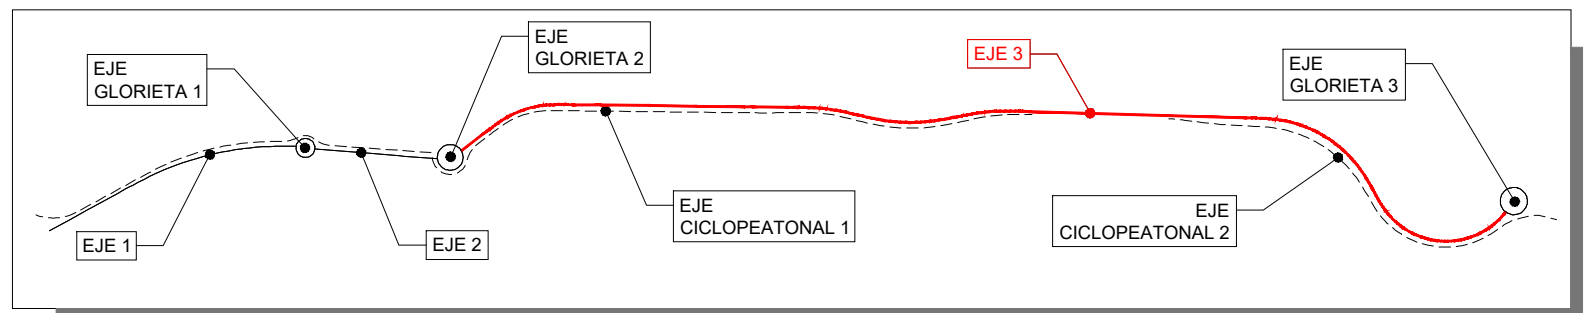 EJE
GLORIETA 1
EJE
GLORIETA 2
EJE 3
EJE
GLORIETA 3
EJE 1
EJE 2
EJE
CICLOPEATONAL 1
EJE
CICLOPEATONAL 2